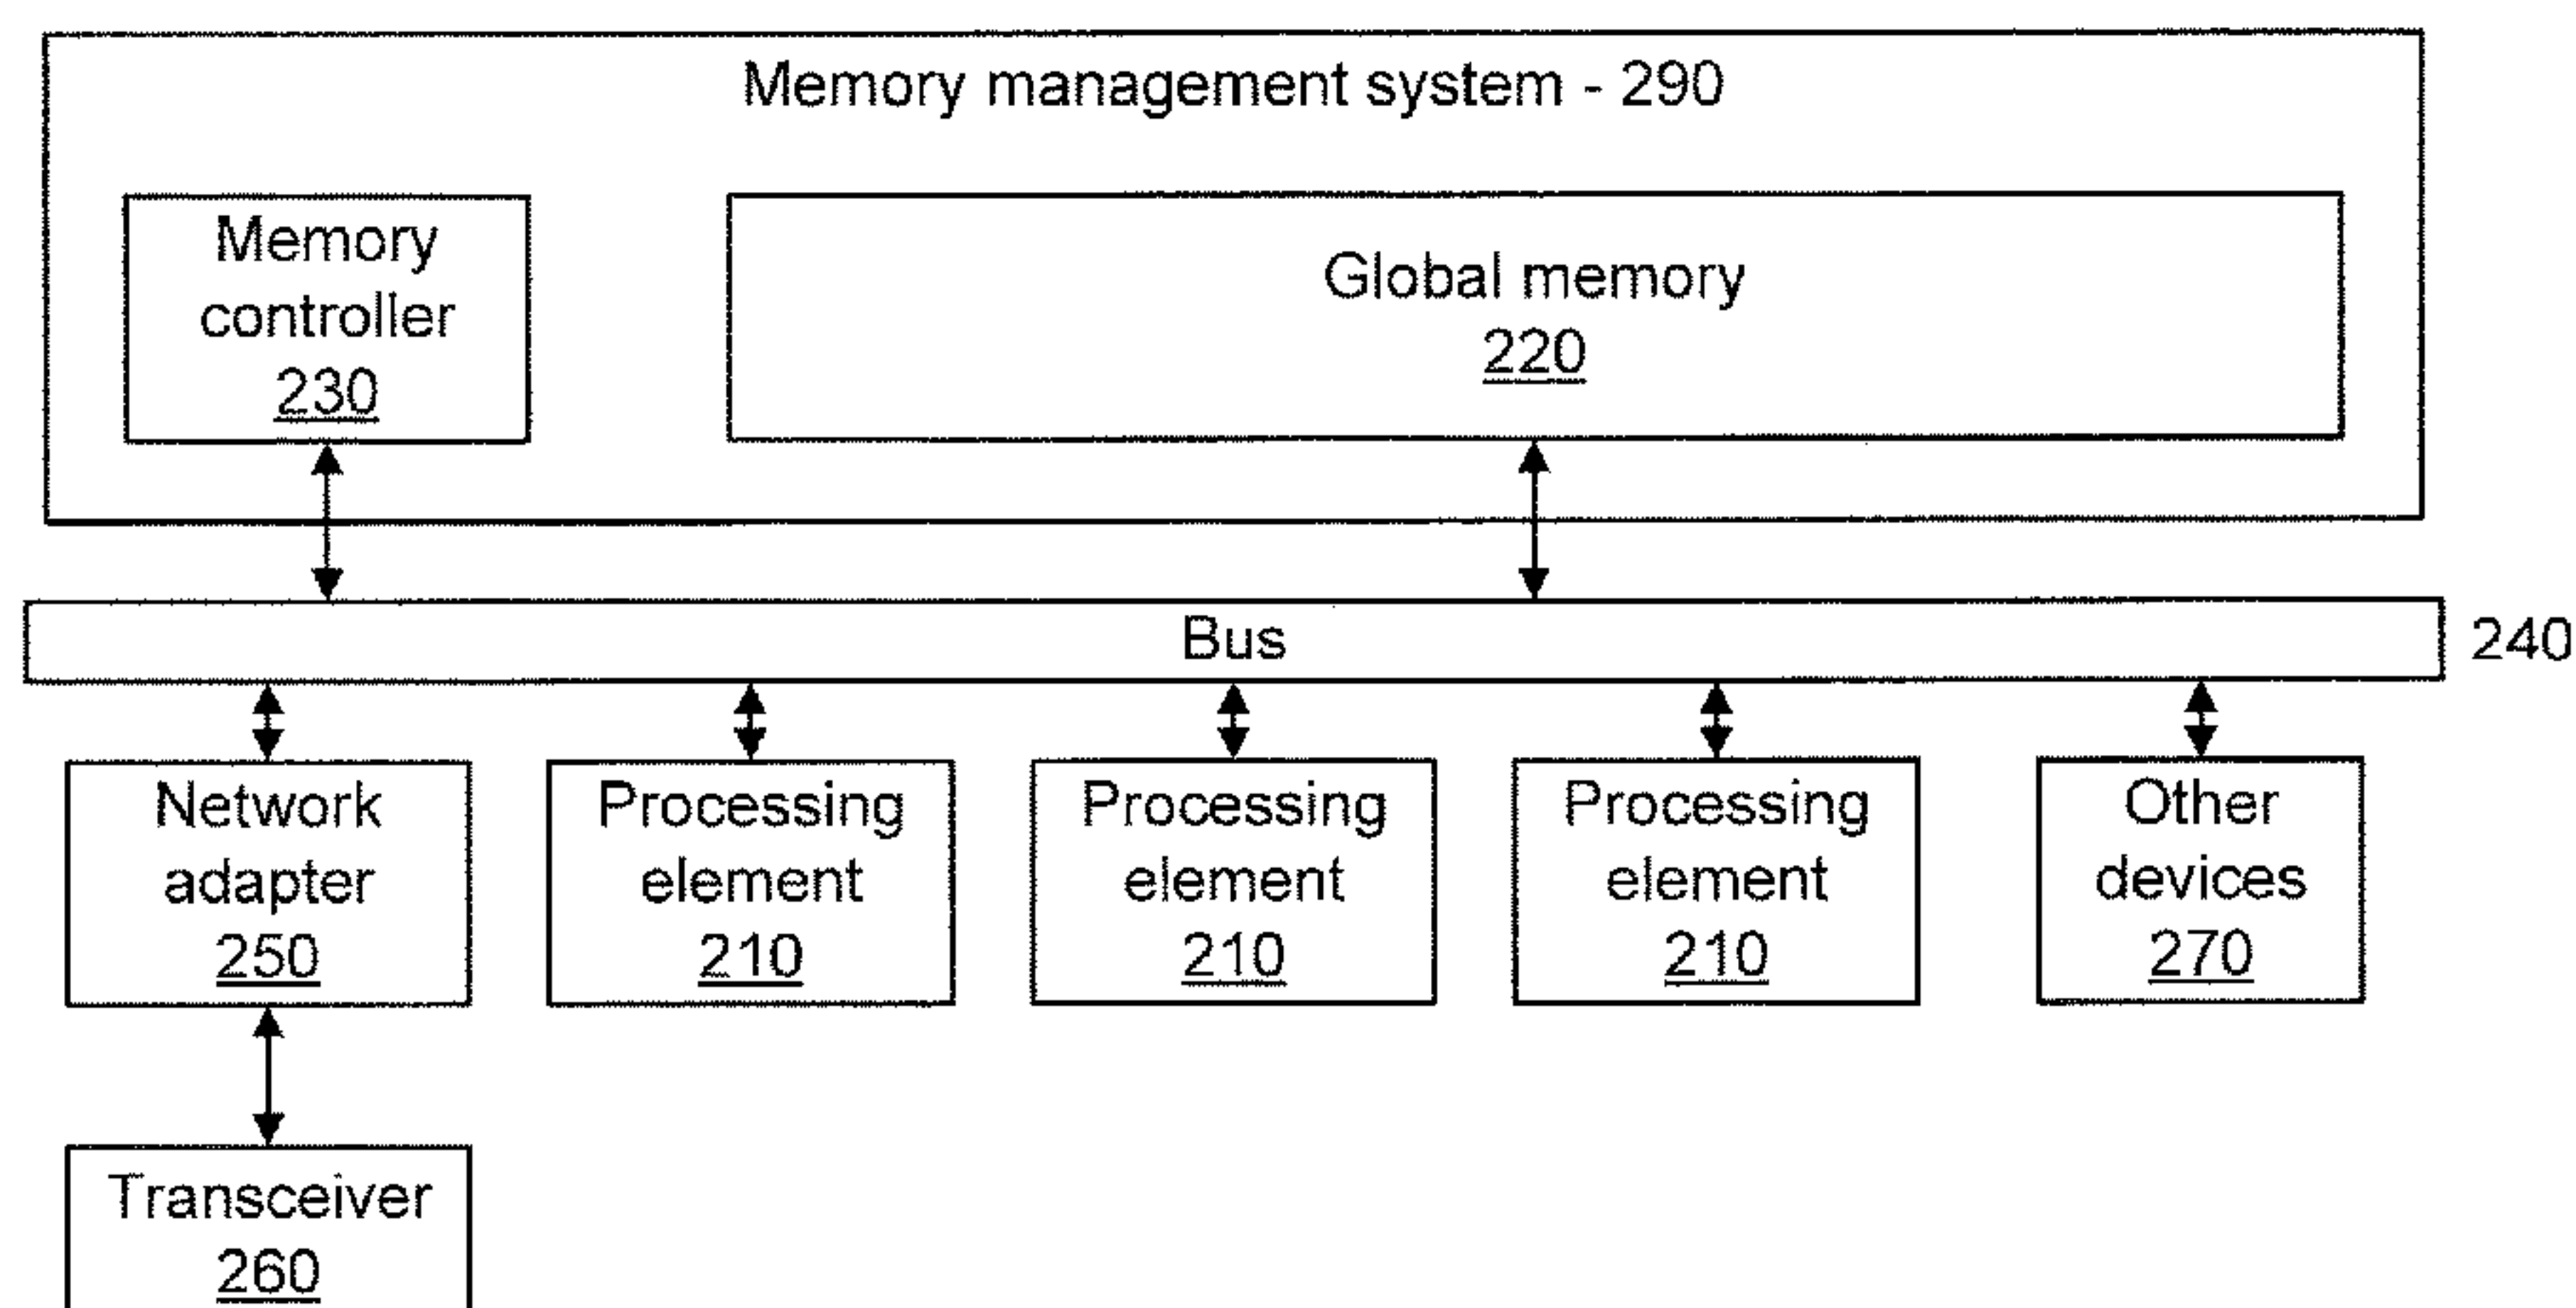 Memory management system - 290
Memory
controller
230
Global memory
220
Bus
240
Network
adapter
250
Processing
element
210
Processing
element
210
Processing
element
210
Other
devices
270
Transceiver
260